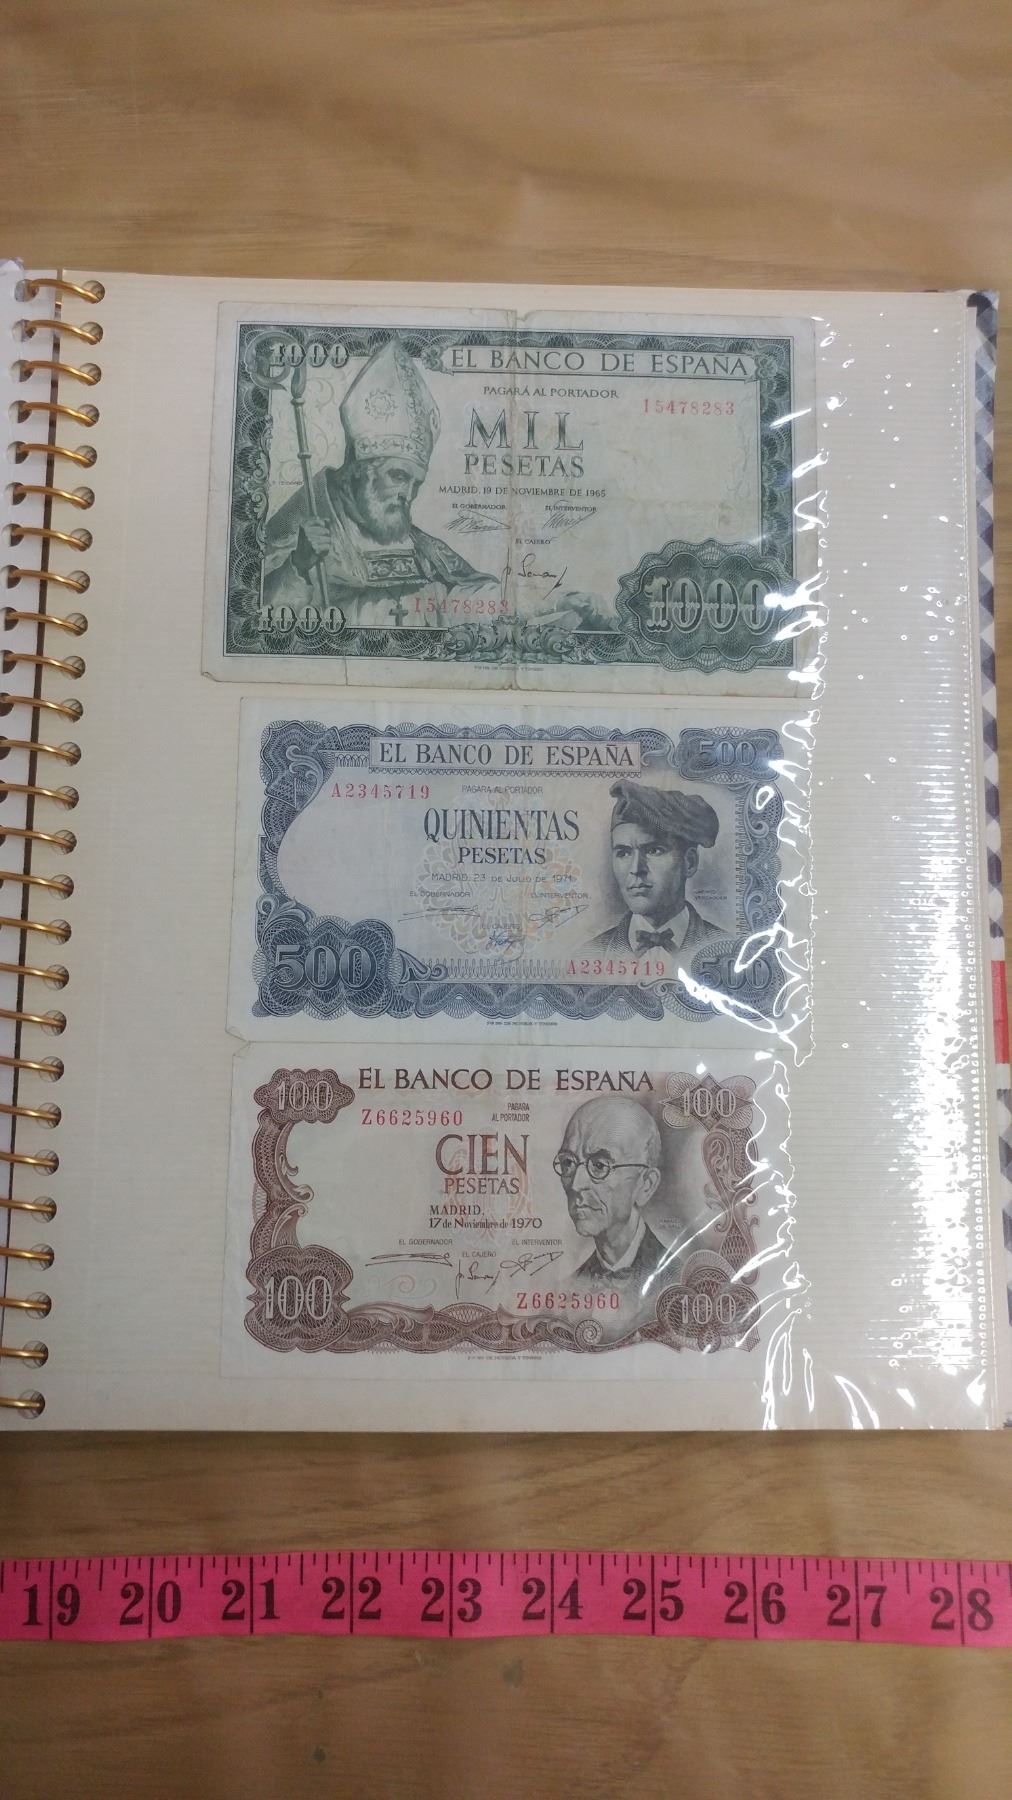 1000
EL BANCO DE ESPAÑA
PAGARÁ AL PORTADOR
I5478283
MIL
PESETAS
MADRID, 19 DE NOVIEMBRE DE 1965
EL GOBERNADOR
EL INTERVENTOR
EL CAJERO
I5478283
1000
1000
EL BANCO DE ESPAÑA
500
A2345719
PAGARA AL PORTADOR
QUINIENTAS
PESETAS
MADRID, 23 DE JULIO DE 1971
EL GOBERNADOR
EL INTERVENTOR
EL CAJERO
500
A2345719
500
A
100
EL BANCO DE ESPAÑA
100
Z6625960
PAGARA
AL PORTADOR
CIEN
PESETAS
MADRID,
17 de Noviembre de 1970
EL GOBERNADOR
EL CAJERO
EL INTERVENTOR
100
Z6625960
100
19 20 21 22 23 24 25 26 27 28